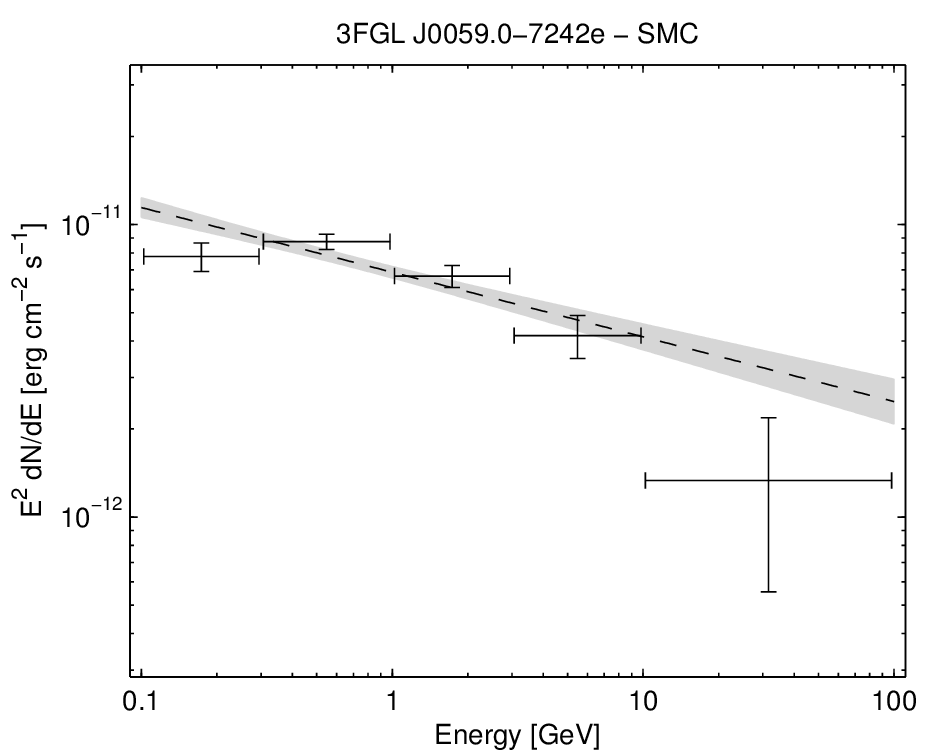 3FGL J0059.0−7242e − SMC
E² dN/dE [erg cm⁻² s⁻¹]
10⁻¹¹
10⁻¹²
0.1 1 10 100
Energy [GeV]